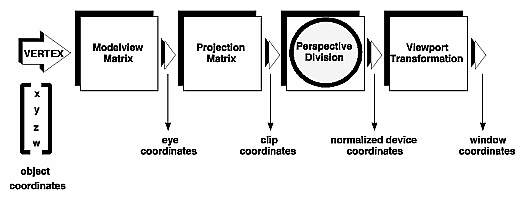 VERTEX
Modelview
Matrix
Projection
Matrix
Perspective
Division
Viewport
Transformation
x
y
z
w
object
coordinates
eye
coordinates
clip
coordinates
normalized device
coordinates
window
coordinates